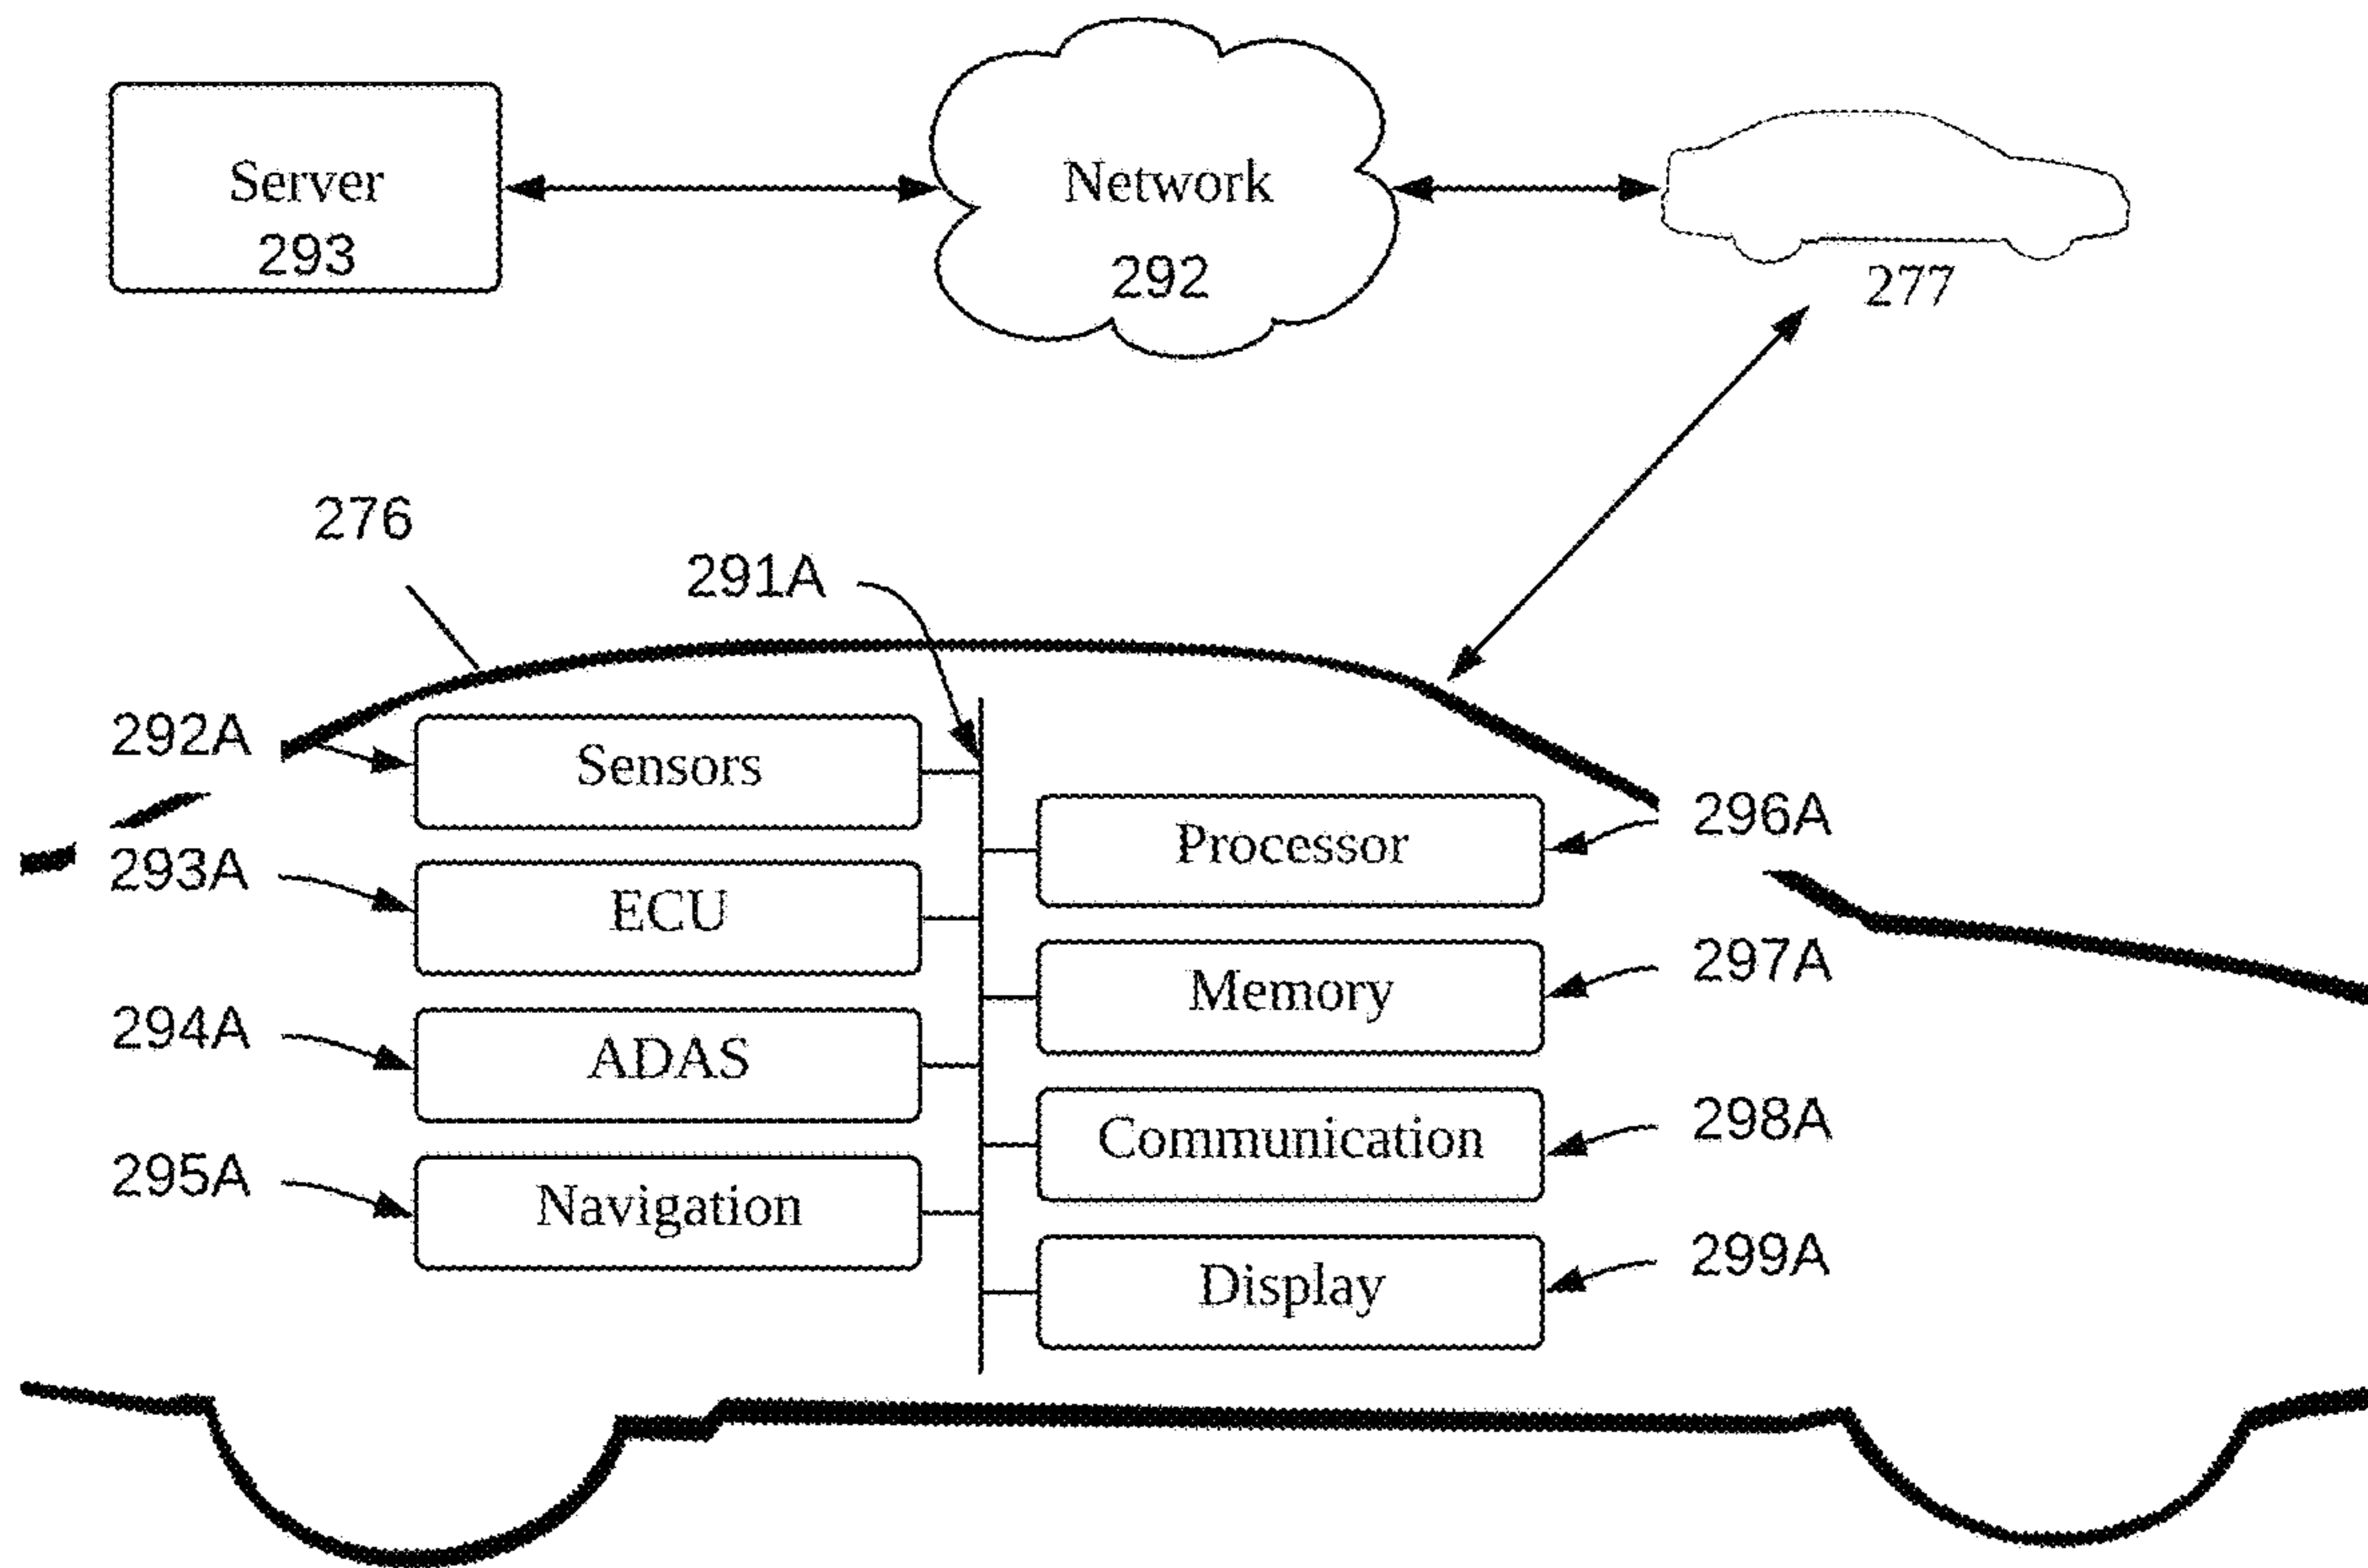 Server
293
Network
292
277
276
291A
292A
Sensors
293A
ECU
294A
ADAS
295A
Navigation
Processor
296A
Memory
297A
Communication
298A
Display
299A